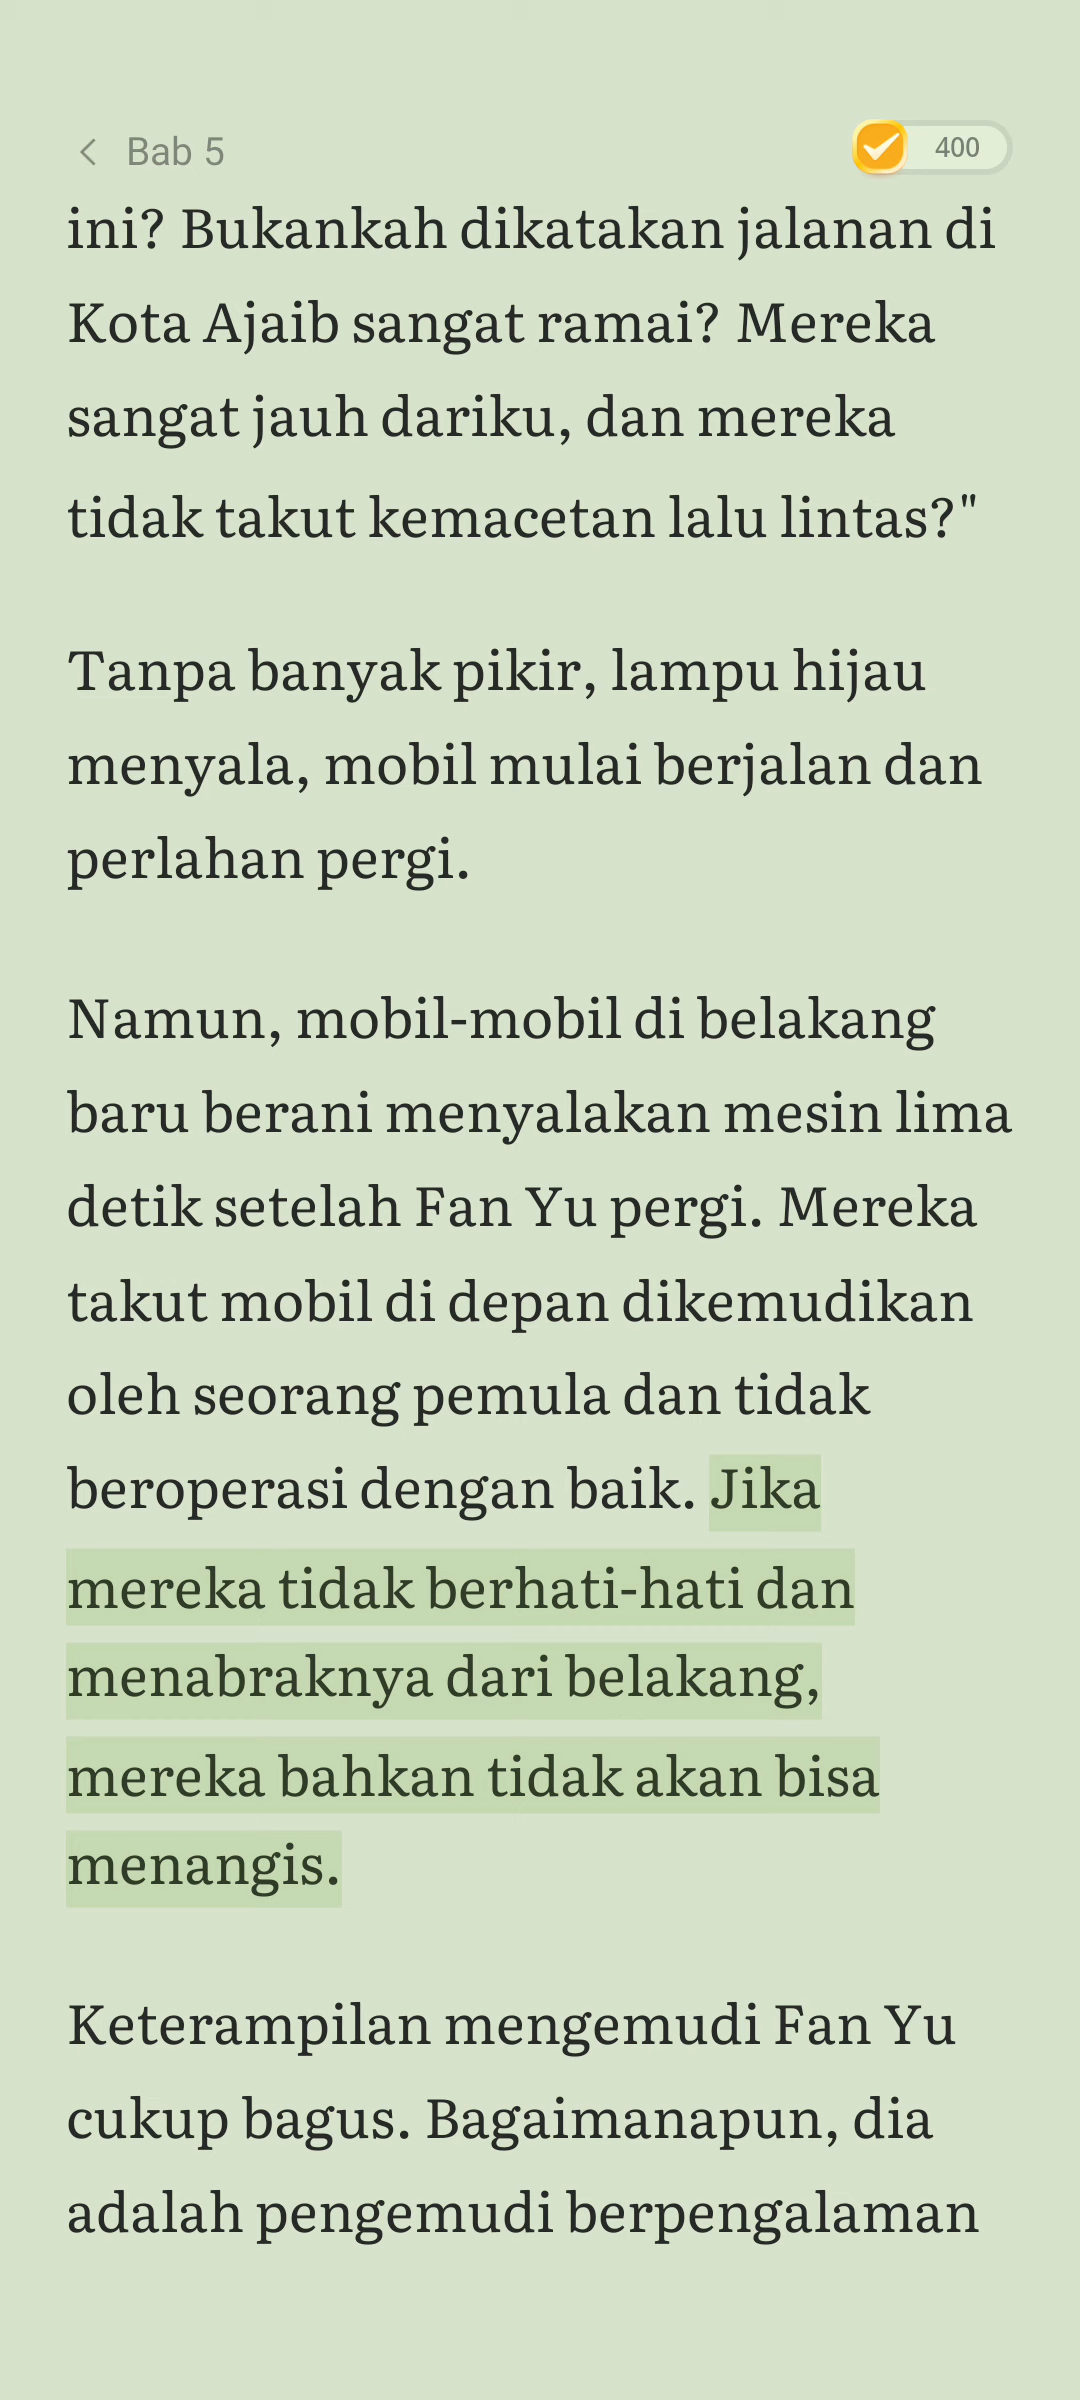 Bab 5
400
ini? Bukankah dikatakan jalanan di
Kota Ajaib sangat ramai? Mereka
sangat jauh dariku, dan mereka
tidak takut kemacetan lalu lintas?"
Tanpa banyak pikir, lampu hijau
menyala, mobil mulai berjalan dan
perlahan pergi.
Namun, mobil-mobil di belakang
baru berani menyalakan mesin lima
detik setelah Fan Yu pergi. Mereka
takut mobil di depan dikemudikan
oleh seorang pemula dan tidak
beroperasi dengan baik. Jika
mereka tidak berhati-hati dan
menabraknya dari belakang,
mereka bahkan tidak akan bisa
menangis.
Keterampilan mengemudi Fan Yu
cukup bagus. Bagaimanapun, dia
adalah pengemudi berpengalaman